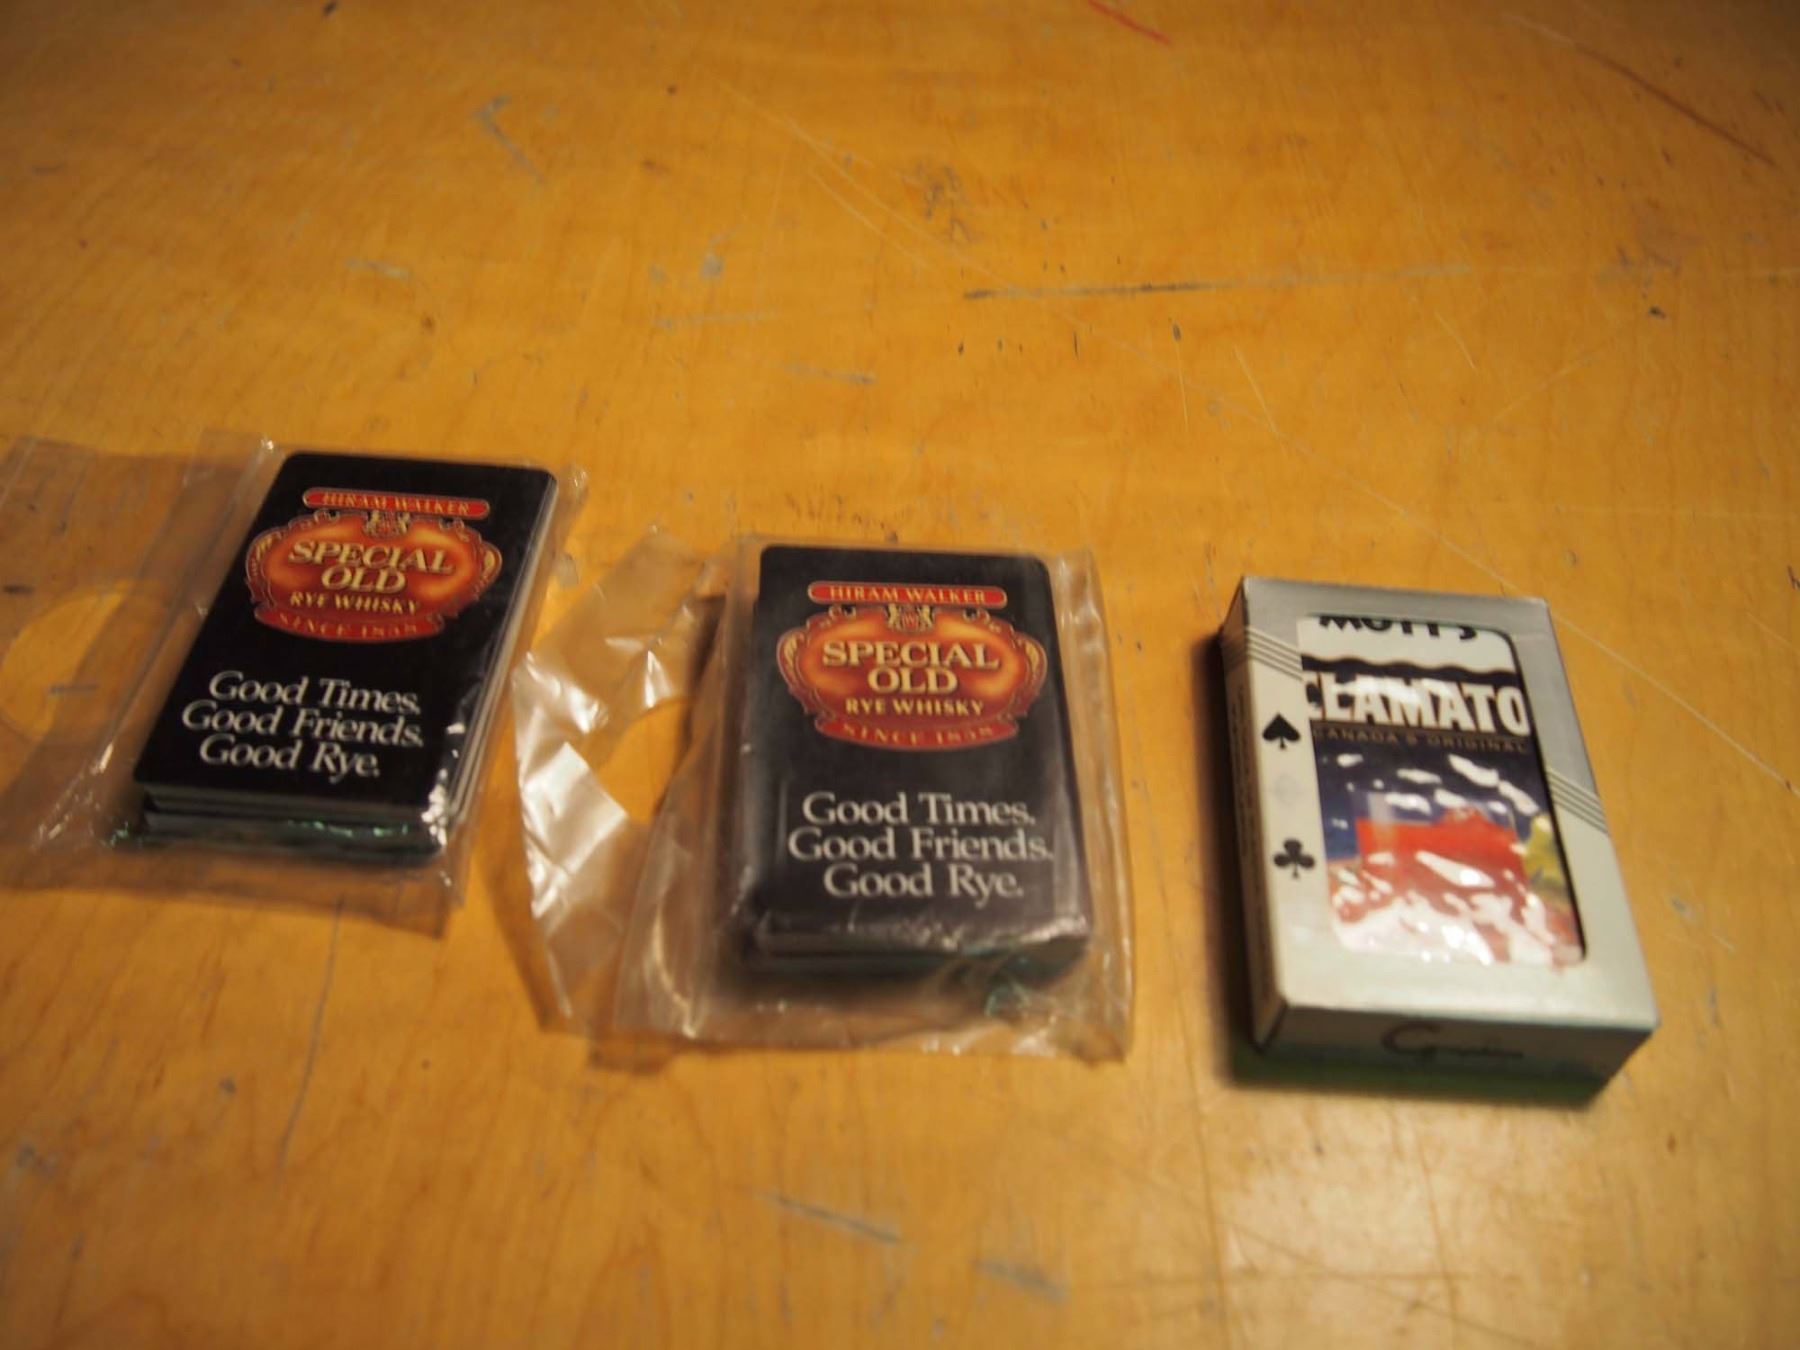 HIRAM WALKER
SPECIAL
OLD
RYE WHISKY
SINCE 1858
Good Times.
Good Friends.
Good Rye.
HIRAM WALKER
SPECIAL
OLD
RYE WHISKY
SINCE 1858
Good Times.
Good Friends.
Good Rye.
MOTT'S
CLAMATO
CANADA'S ORIGINAL